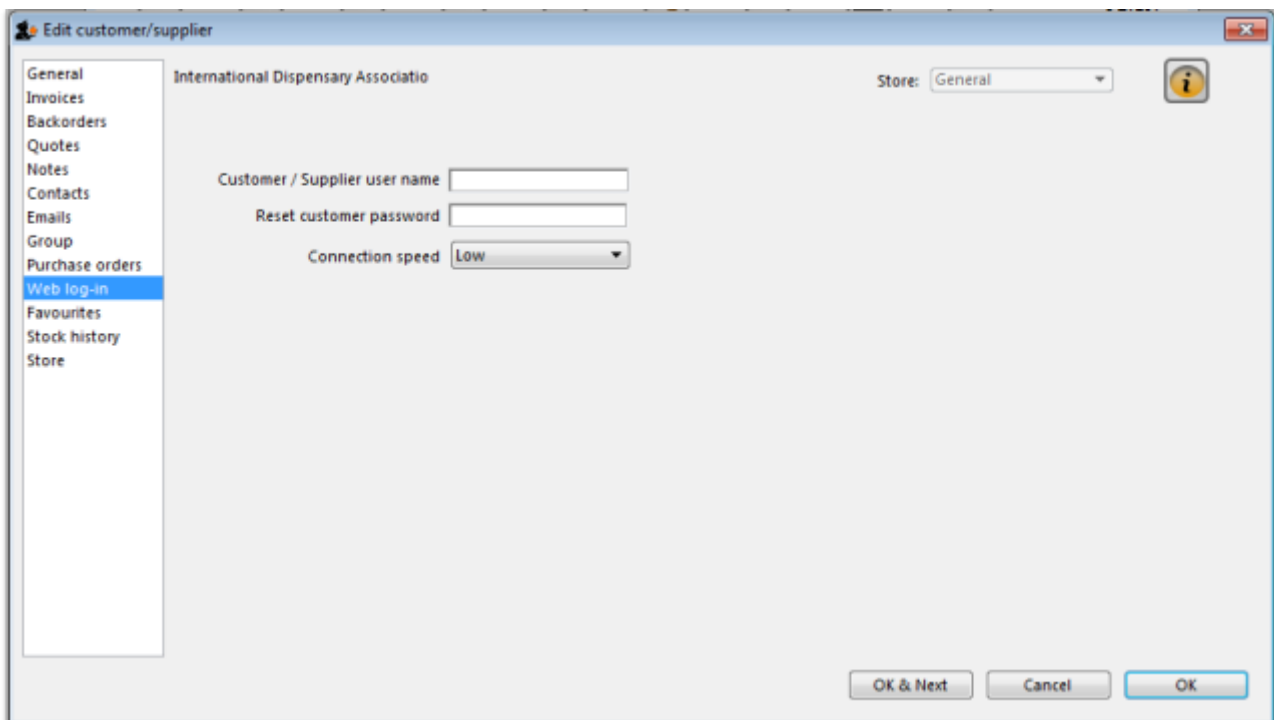 Edit customer/supplier
General
Invoices
Backorders
Quotes
Notes
Contacts
Emails
Group
Purchase orders
Web log-in
Favourites
Stock history
Store
International Dispensary Associatio
Store: General
Customer / Supplier user name
Reset customer password
Connection speed Low
OK & Next Cancel OK